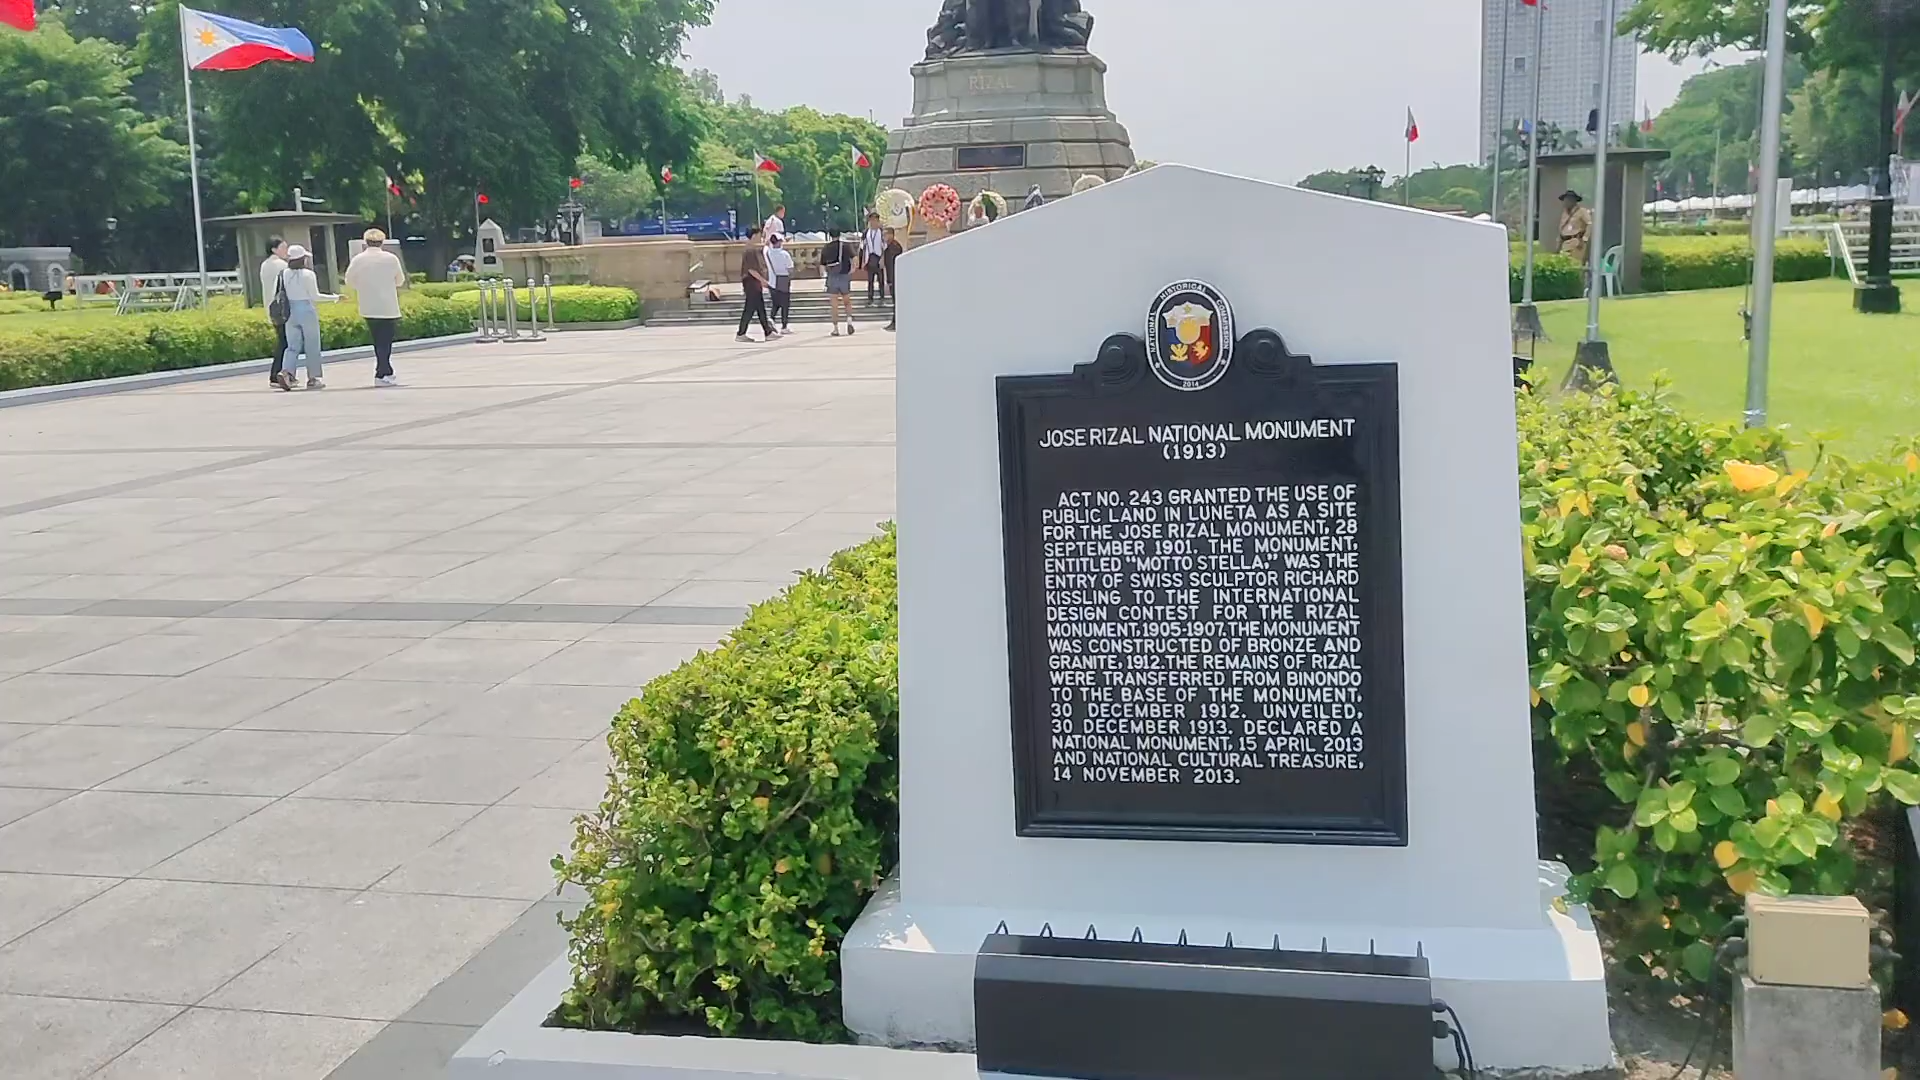 RIZAL
NATIONAL HISTORICAL COMMISSION
2014
JOSE RIZAL NATIONAL MONUMENT
(1913)
ACT NO. 243 GRANTED THE USE OF
PUBLIC LAND IN LUNETA AS A SITE
FOR THE JOSE RIZAL MONUMENT, 28
SEPTEMBER 1901. THE MONUMENT,
ENTITLED "MOTTO STELLA," WAS THE
ENTRY OF SWISS SCULPTOR RICHARD
KISSLING TO THE INTERNATIONAL
DESIGN CONTEST FOR THE RIZAL
MONUMENT, 1905-1907. THE MONUMENT
WAS CONSTRUCTED OF BRONZE AND
GRANITE, 1912. THE REMAINS OF RIZAL
WERE TRANSFERRED FROM BINONDO
TO THE BASE OF THE MONUMENT,
30 DECEMBER 1912. UNVEILED,
30 DECEMBER 1913. DECLARED A
NATIONAL MONUMENT, 15 APRIL 2013
AND NATIONAL CULTURAL TREASURE,
14 NOVEMBER 2013.